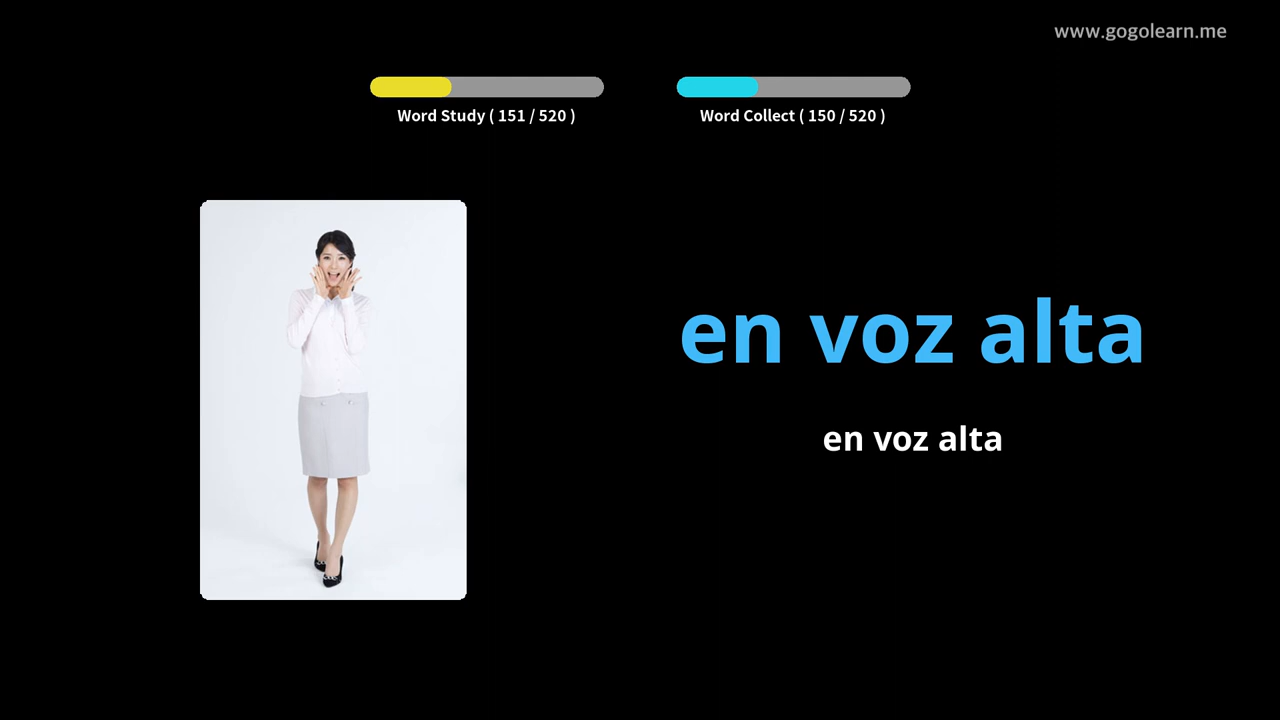 www.gogolearn.me
Word Study ( 151 / 520 )
Word Collect ( 150 / 520 )
en voz alta
en voz alta